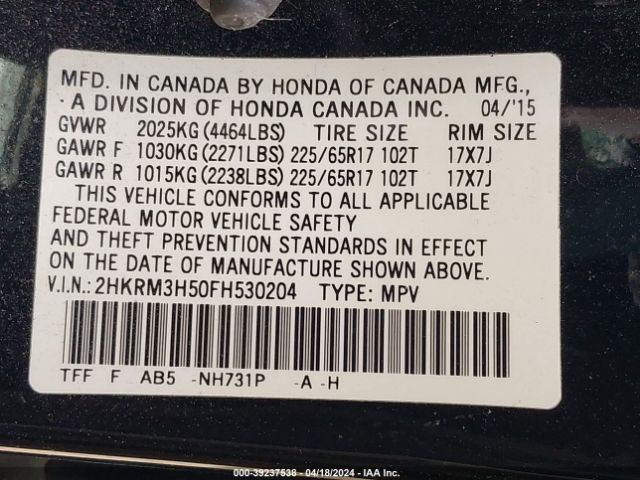 MFD. IN CANADA BY HONDA OF CANADA MFG.,
A DIVISION OF HONDA CANADA INC. 04/'15
GVWR 2025KG (4464LBS) TIRE SIZE RIM SIZE
GAWR F 1030KG (2271LBS) 225/65R17 102T 17X7J
GAWR R 1015KG (2238LBS) 225/65R17 102T 17X7J
THIS VEHICLE CONFORMS TO ALL APPLICABLE
FEDERAL MOTOR VEHICLE SAFETY
AND THEFT PREVENTION STANDARDS IN EFFECT
ON THE DATE OF MANUFACTURE SHOWN ABOVE.
V.I.N.: 2HKRM3H50FH530204 TYPE: MPV
TFF F AB5 -NH731P -A -H
000-39237538 - 04/18/2024 - IAA Inc.